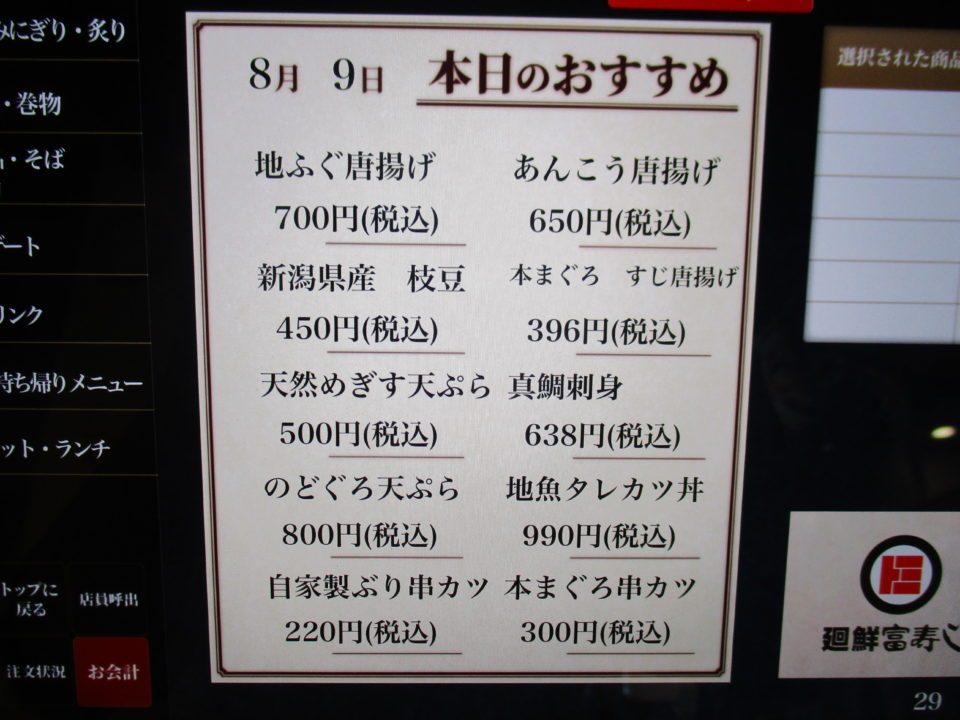 みにぎり・炙り
・巻物
・そば
デート
リンク
持ち帰りメニュー
ット・ランチ
トップに
戻る
店員呼出
注文状況
お会計
8月 9日 本日のおすすめ
地ふぐ唐揚げ
700円(税込)
あんこう唐揚げ
650円(税込)
新潟県産 枝豆
450円(税込)
本まぐろ すじ唐揚げ
396円(税込)
天然めぎす天ぷら
500円(税込)
真鯛刺身
638円(税込)
のどぐろ天ぷら
800円(税込)
地魚タレカツ丼
990円(税込)
自家製ぶり串カツ
220円(税込)
本まぐろ串カツ
300円(税込)
選択された商品
廻鮮富寿し
29